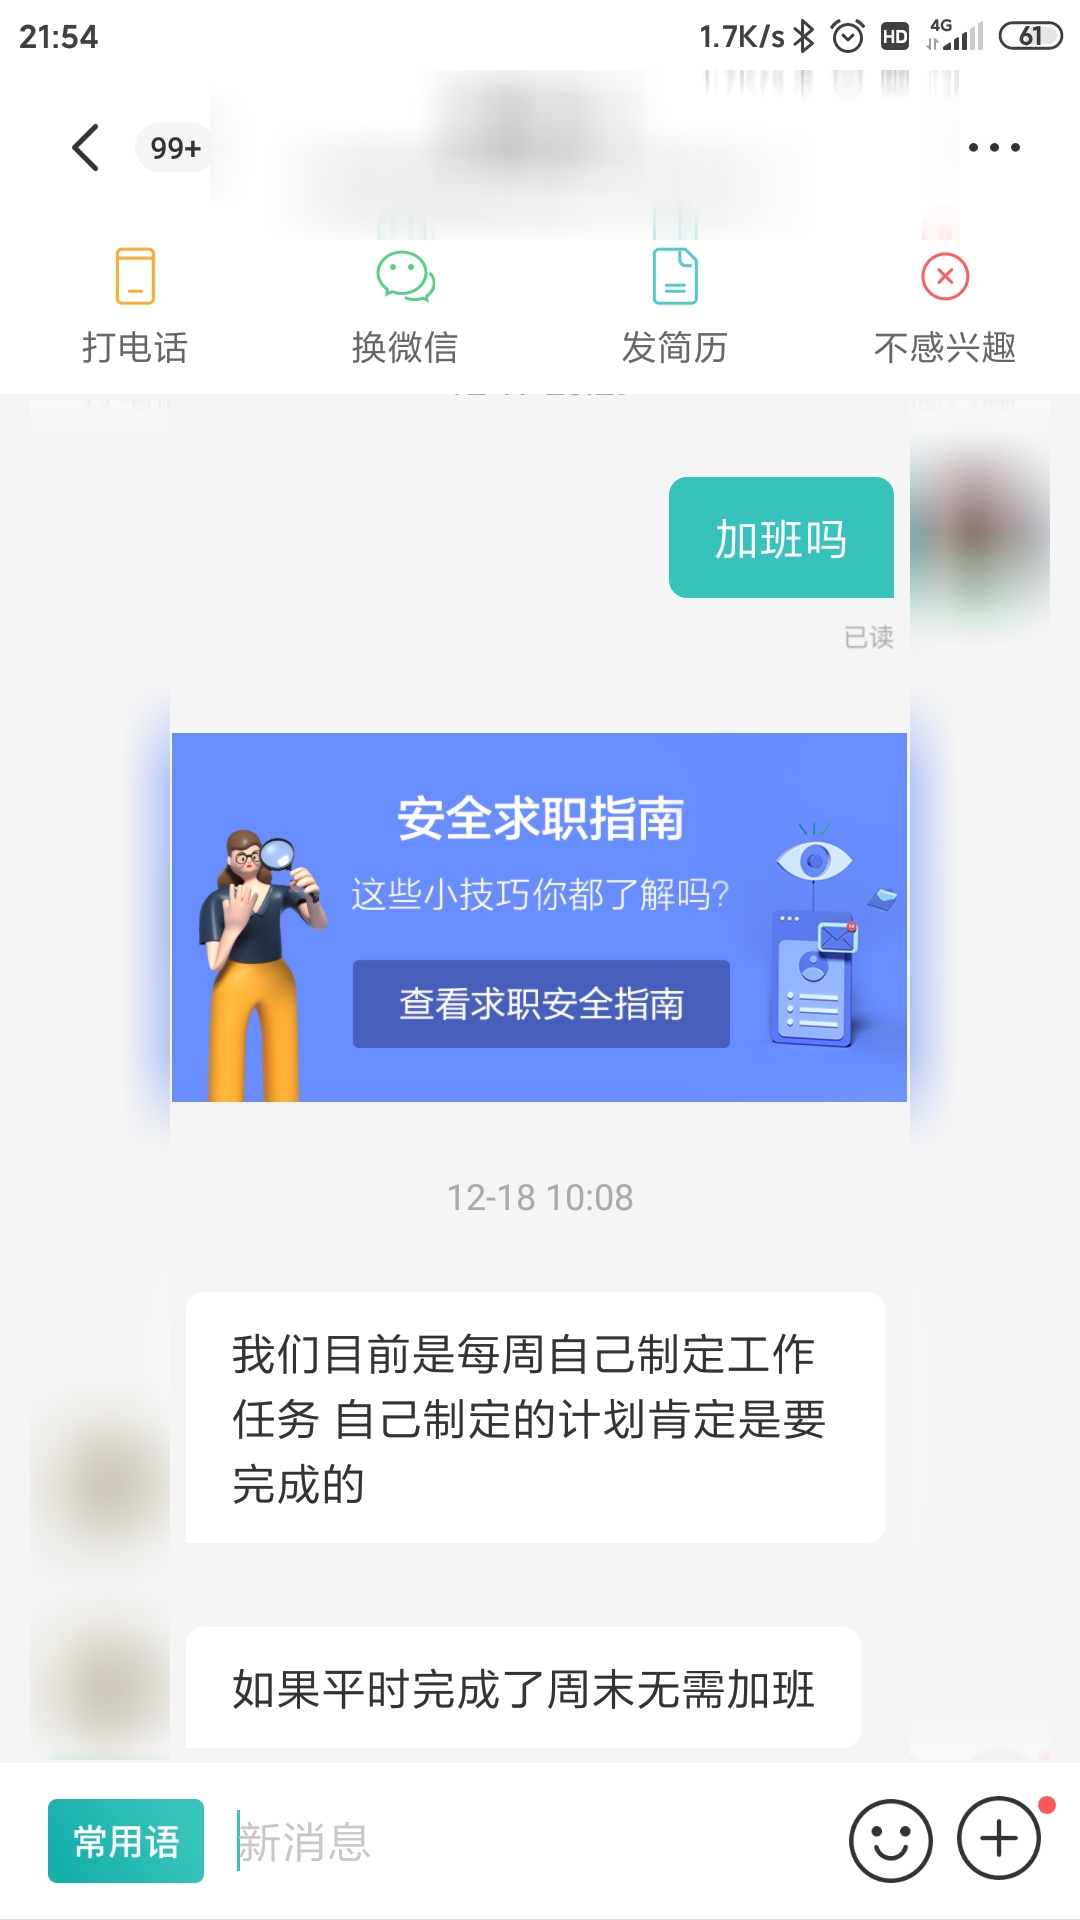 21:54 1.7K/s HD 4G 61
99+
打电话 换微信 发简历 不感兴趣
加班吗
已读
安全求职指南
这些小技巧你都了解吗?
查看求职安全指南
12-18 10:08
我们目前是每周自己制定工作
任务 自己制定的计划肯定是要
完成的
如果平时完成了周末无需加班
常用语 新消息